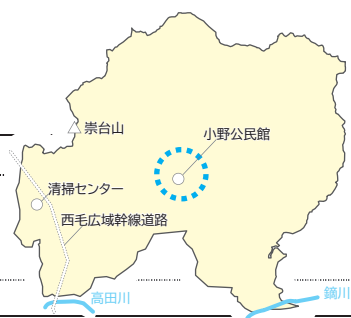 崇台山
小野公民館
清掃センター
西毛広域幹線道路
高田川
鏑川